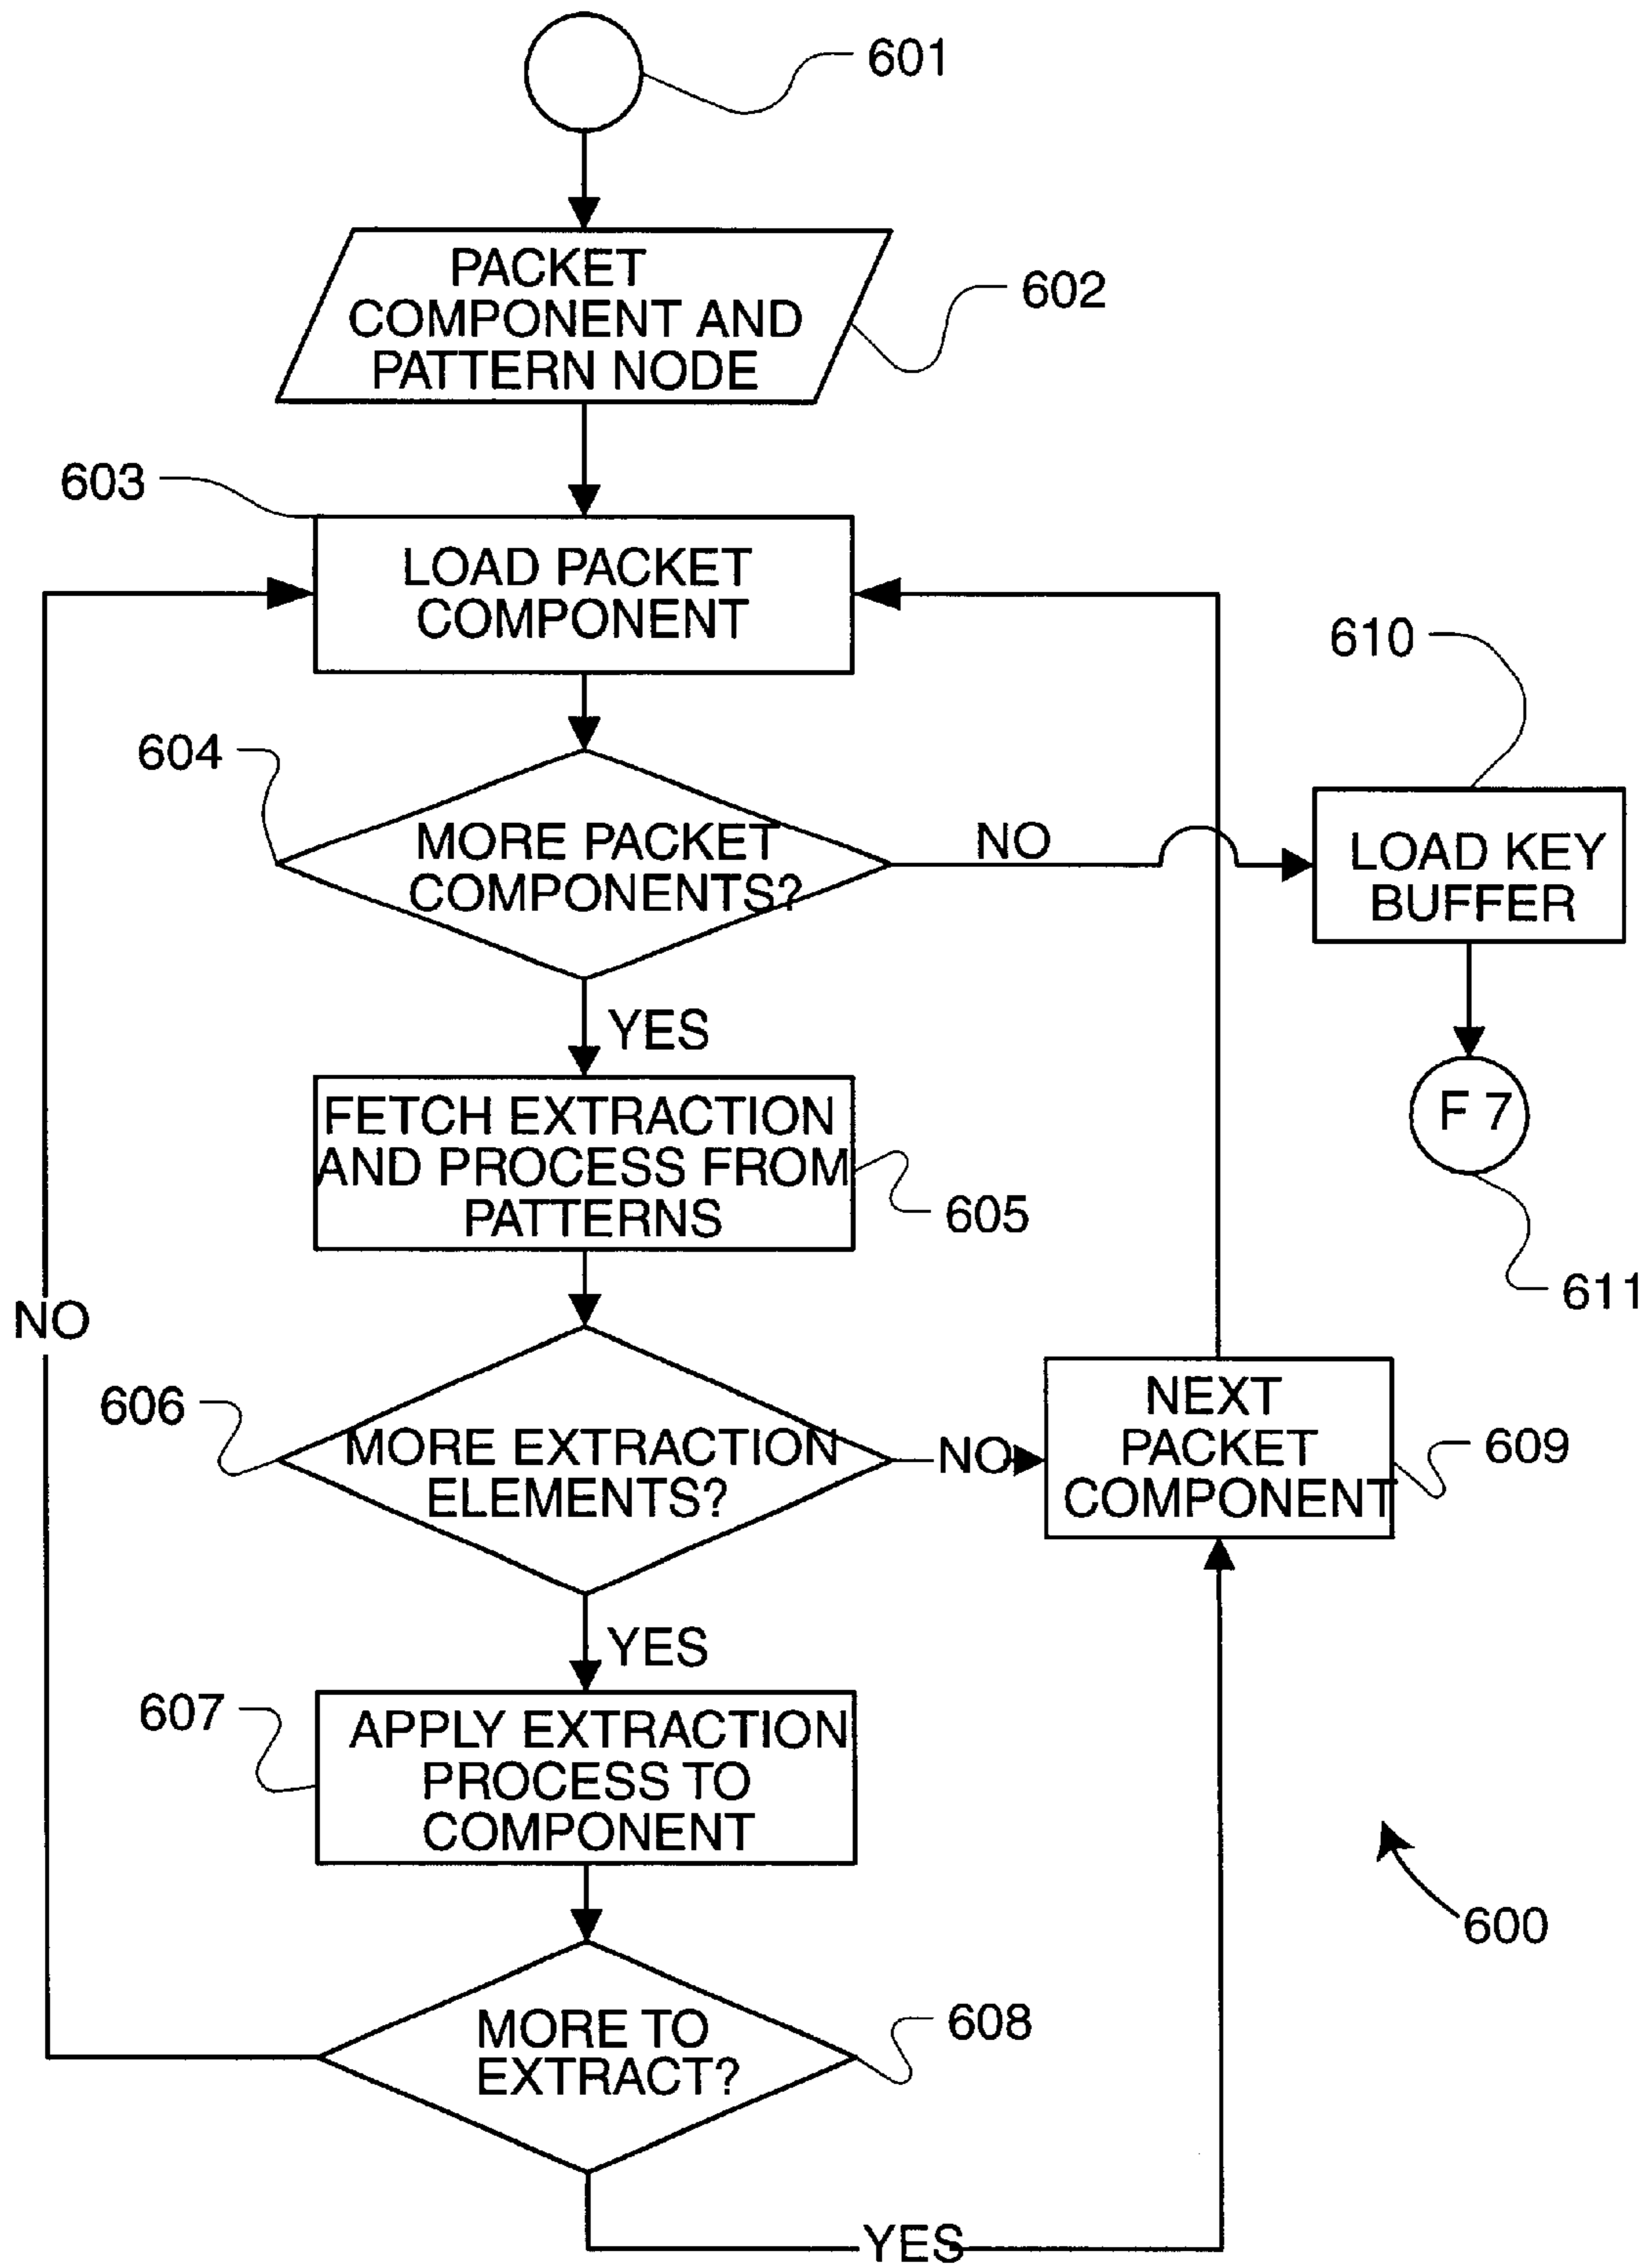 601
PACKET
COMPONENT AND
PATTERN NODE
602
603
LOAD PACKET
COMPONENT
610
604
MORE PACKET
COMPONENTS?
NO
LOAD KEY
BUFFER
YES
FETCH EXTRACTION
AND PROCESS FROM
PATTERNS
605
F 7
611
NO
606
MORE EXTRACTION
ELEMENTS?
NO
NEXT
PACKET
COMPONENT
609
YES
607
APPLY EXTRACTION
PROCESS TO
COMPONENT
600
MORE TO
EXTRACT?
608
YES